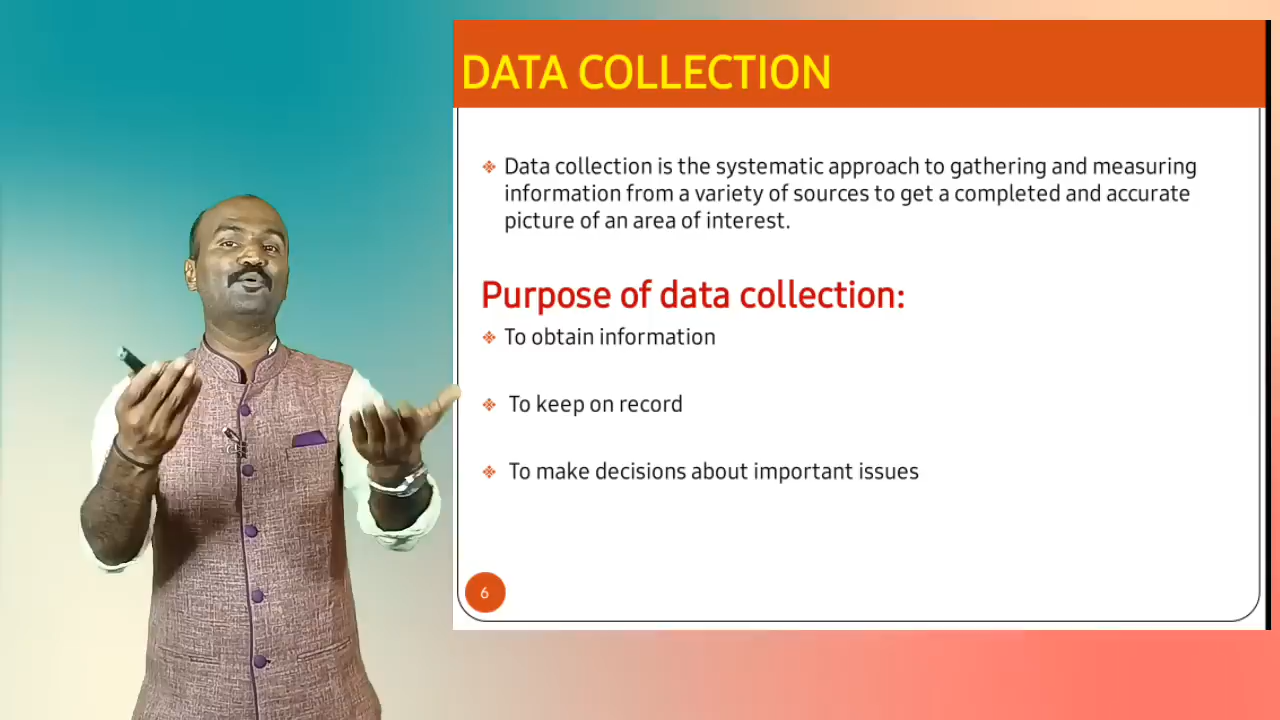 DATA COLLECTION
Data collection is the systematic approach to gathering and measuring
information from a variety of sources to get a completed and accurate
picture of an area of interest.
Purpose of data collection:
To obtain information
To keep on record
To make decisions about important issues
6